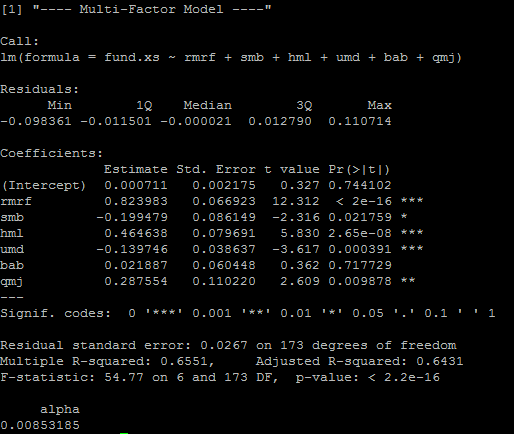 [1] "---- Multi-Factor Model ----"
Call:
lm(formula = fund.xs ~ rmrf + smb + hml + umd + bab + qmj)
Residuals:
      Min        1Q    Median        3Q       Max
-0.098361 -0.011501 -0.000021  0.012790  0.110714
Coefficients:
             Estimate Std. Error t value Pr(>|t|)
(Intercept)  0.000711   0.002175   0.327 0.744102
rmrf         0.823983   0.066923  12.312  < 2e-16 ***
smb         -0.199479   0.086149  -2.316 0.021759 *
hml          0.464638   0.079691   5.830 2.65e-08 ***
umd         -0.139746   0.038637  -3.617 0.000391 ***
bab          0.021887   0.060448   0.362 0.717729
qmj          0.287554   0.110220   2.609 0.009878 **
---
Signif. codes:  0 '***' 0.001 '**' 0.01 '*' 0.05 '.' 0.1 ' ' 1
Residual standard error: 0.0267 on 173 degrees of freedom
Multiple R-squared: 0.6551,     Adjusted R-squared: 0.6431
F-statistic: 54.77 on 6 and 173 DF,  p-value: < 2.2e-16
     alpha
0.00853185